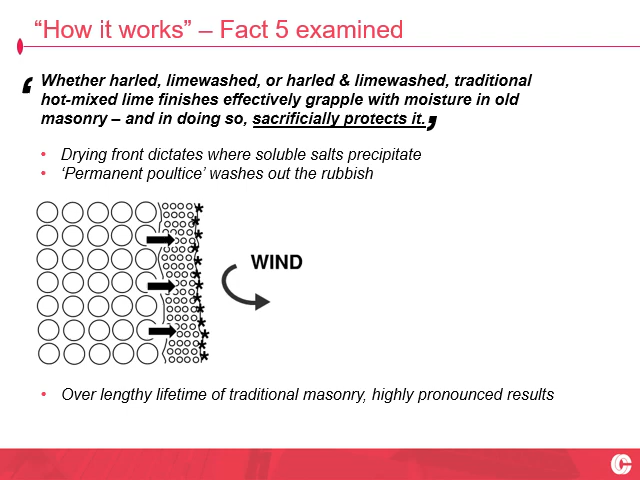 “How it works” – Fact 5 examined
‘ Whether harled, limewashed, or harled & limewashed, traditional
hot-mixed lime finishes effectively grapple with moisture in old
masonry – and in doing so, sacrificially protects it. ’
• Drying front dictates where soluble salts precipitate
• ‘Permanent poultice’ washes out the rubbish
WIND
• Over lengthy lifetime of traditional masonry, highly pronounced results